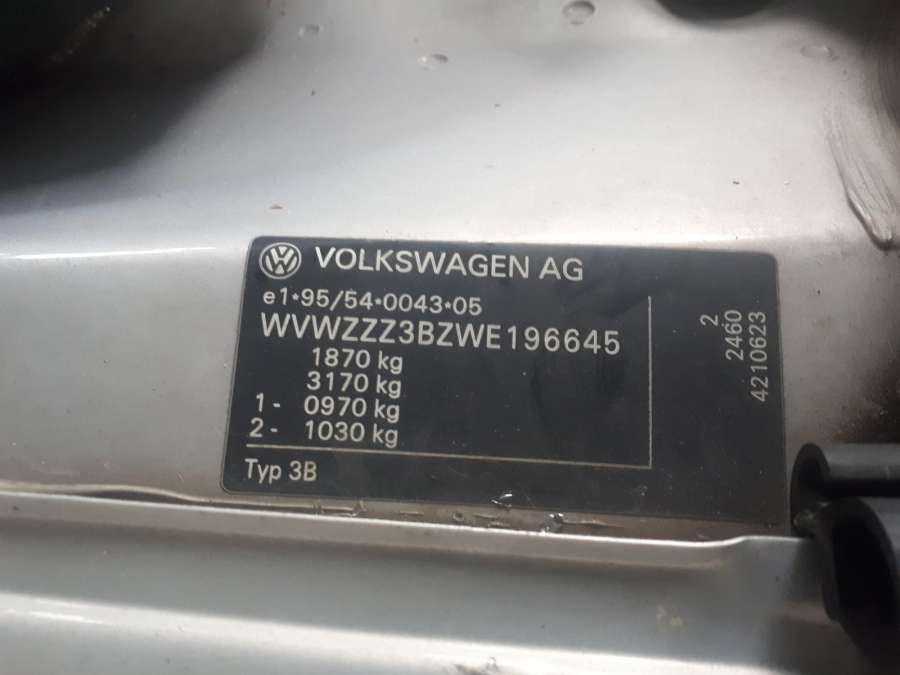 VOLKSWAGEN AG
e1*95/54*0043*05
WVWZZZ3BZWE196645
1870 kg
3170 kg
1- 0970 kg
2- 1030 kg
Typ 3B
2
2460
4210623